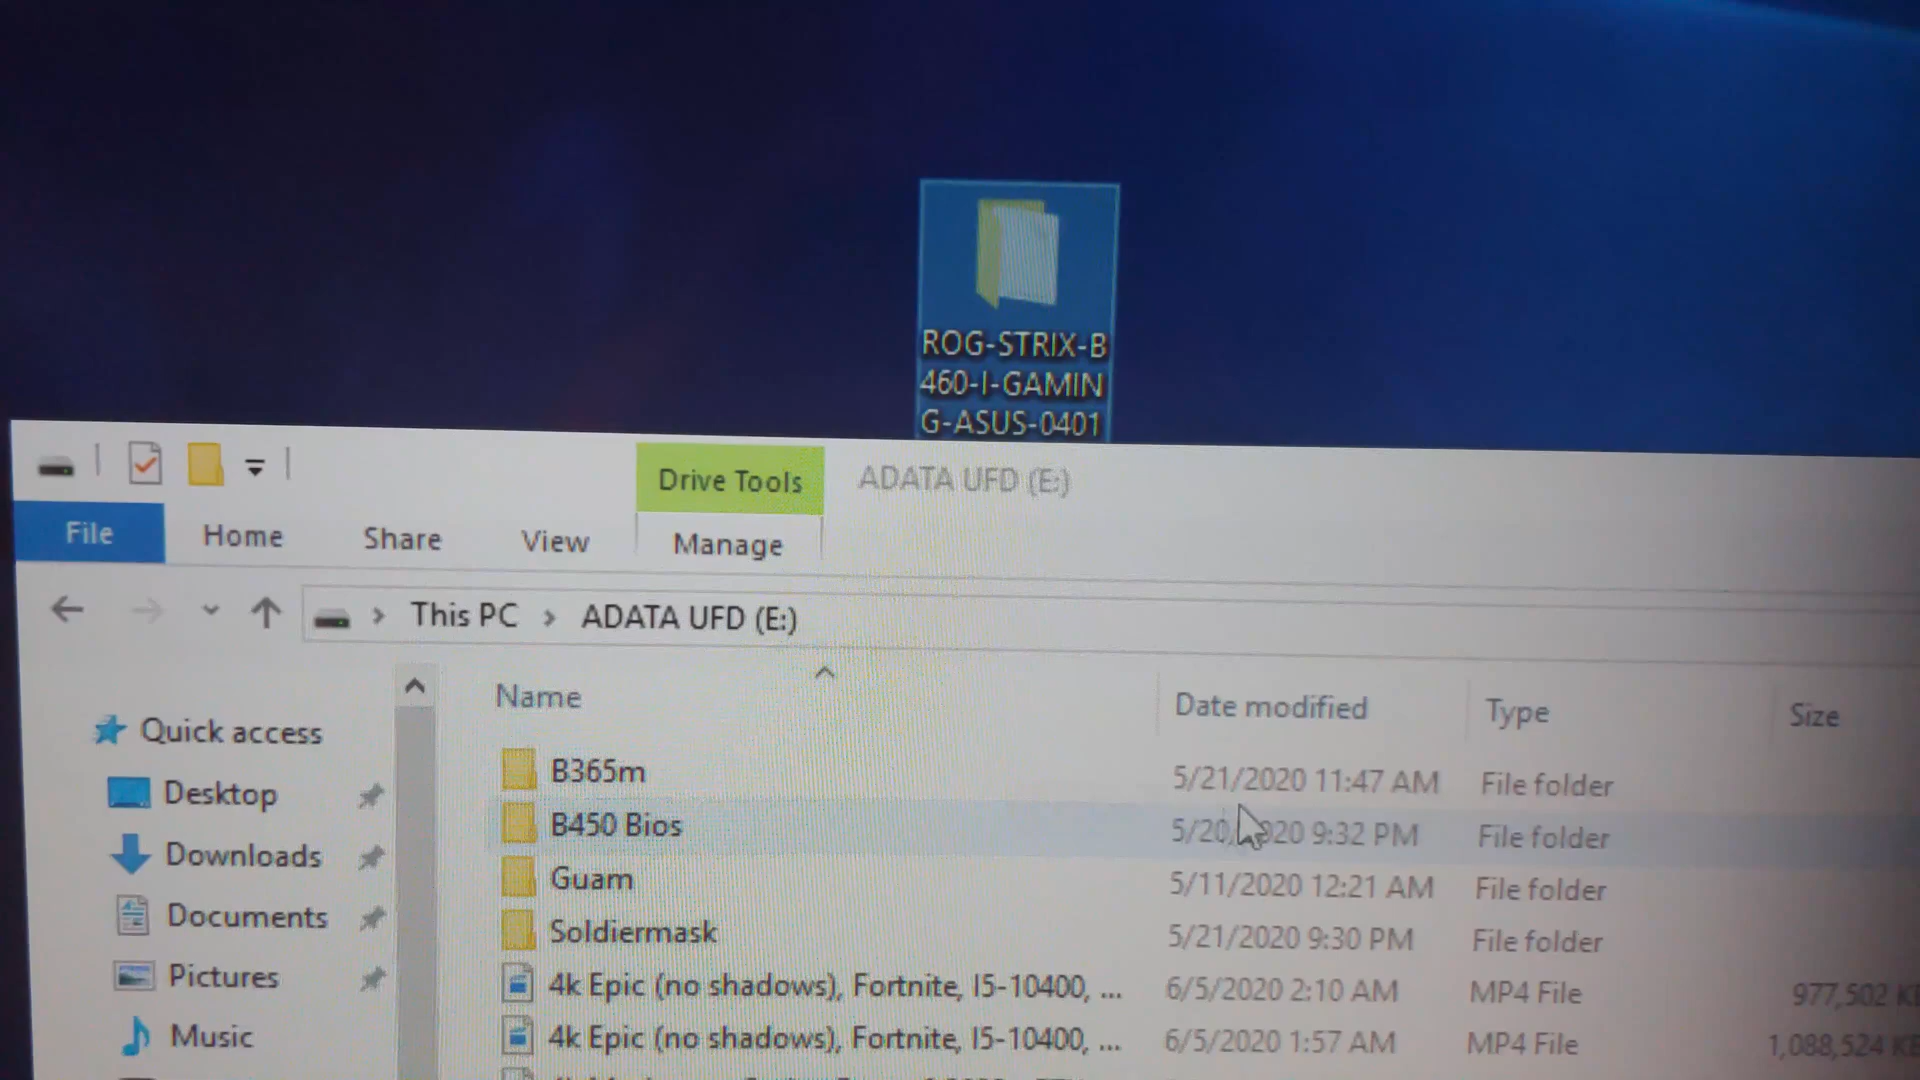 ROG-STRIX-B
460-I-GAMIN
G-ASUS-0401
Drive Tools
ADATA UFD (E:)
File
Home
Share
View
Manage
This PC > ADATA UFD (E:)
Name
Date modified
Type
Size
Quick access
Desktop
Downloads
Documents
Pictures
Music
B365m
5/21/2020 11:47 AM
File folder
B450 Bios
9:32 PM
File folder
Guam
5/11/2020 12:21 AM
File folder
Soldiermask
5/21/2020 9:30 PM
File folder
4k Epic (no shadows), Fortnite, I5-10400, ...
6/5/2020 2:10 AM
MP4 File
977,502
4k Epic (no shadows), Fortnite, I5-10400, ...
6/5/2020 1:57 AM
MP4 File
1,088,524